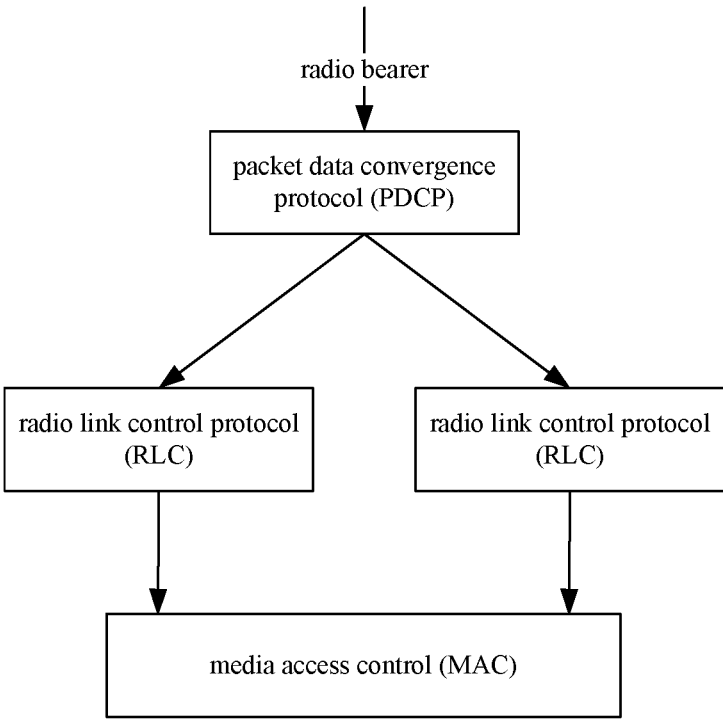 radio bearer
packet data convergence
protocol (PDCP)
radio link control protocol
(RLC)
radio link control protocol
(RLC)
media access control (MAC)